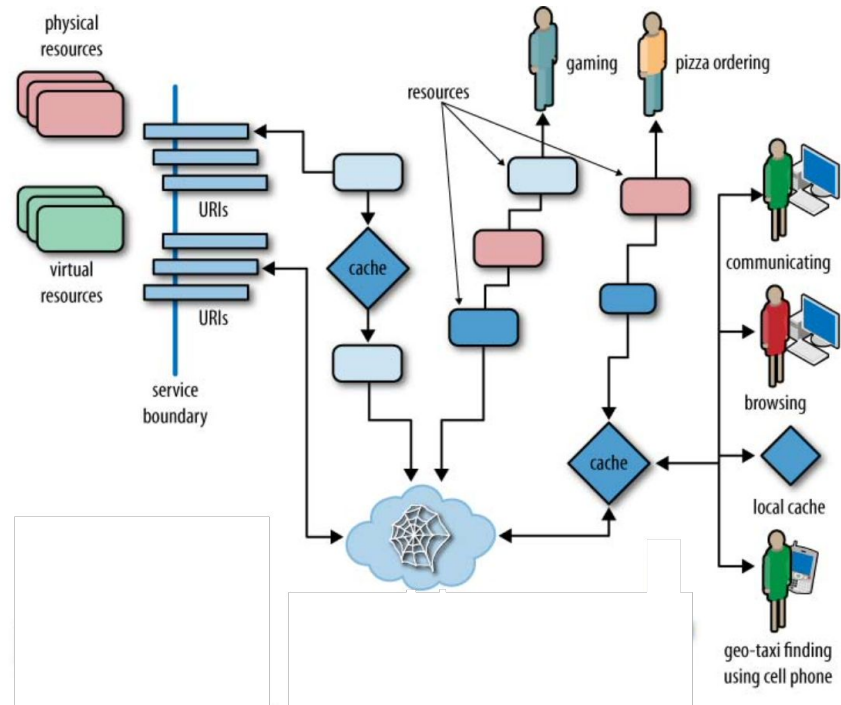 physical
resources
gaming
pizza ordering
resources
URIs
virtual
resources
URIs
cache
service
boundary
communicating
browsing
cache
local cache
geo-taxi finding
using cell phone